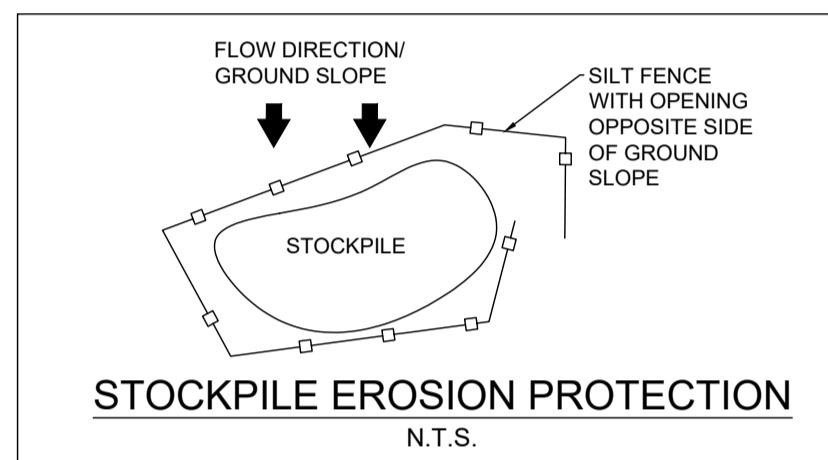 FLOW DIRECTION/
GROUND SLOPE
SILT FENCE
WITH OPENING
OPPOSITE SIDE
OF GROUND
SLOPE
STOCKPILE
STOCKPILE EROSION PROTECTION
N.T.S.